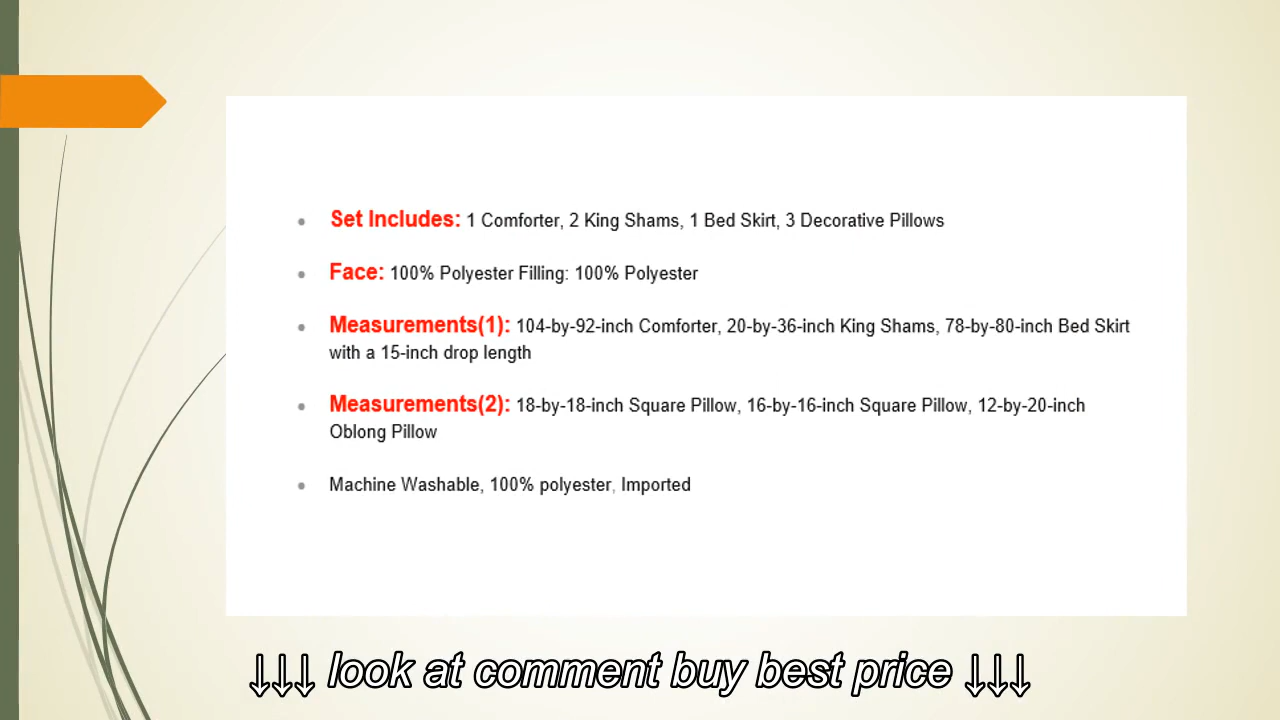 Set Includes: 1 Comforter, 2 King Shams, 1 Bed Skirt, 3 Decorative Pillows
Face: 100% Polyester Filling: 100% Polyester
Measurements(1): 104-by-92-inch Comforter, 20-by-36-inch King Shams, 78-by-80-inch Bed Skirt
with a 15-inch drop length
Measurements(2): 18-by-18-inch Square Pillow, 16-by-16-inch Square Pillow, 12-by-20-inch
Oblong Pillow
Machine Washable, 100% polyester, Imported
↓↓↓ look at comment buy best price ↓↓↓